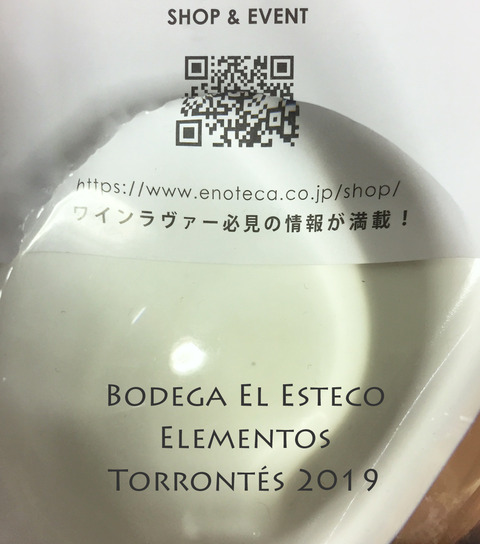 SHOP & EVENT
https://www.enoteca.co.jp/shop/
ワインラヴァー必見の情報が満載！
BODEGA EL ESTECO
ELEMENTOS
TORRONTÉS 2019